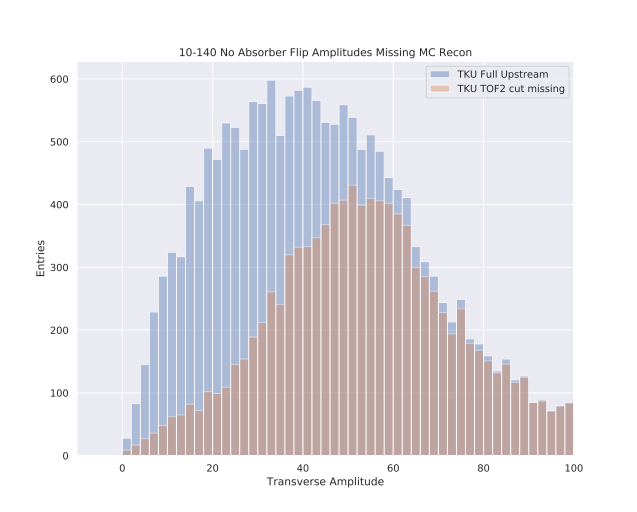 10-140 No Absorber Flip Amplitudes Missing MC Recon
TKU Full Upstream
TKU TOF2 cut missing
600
500
400
300
200
100
0
Entries
0 20 40 60 80 100
Transverse Amplitude